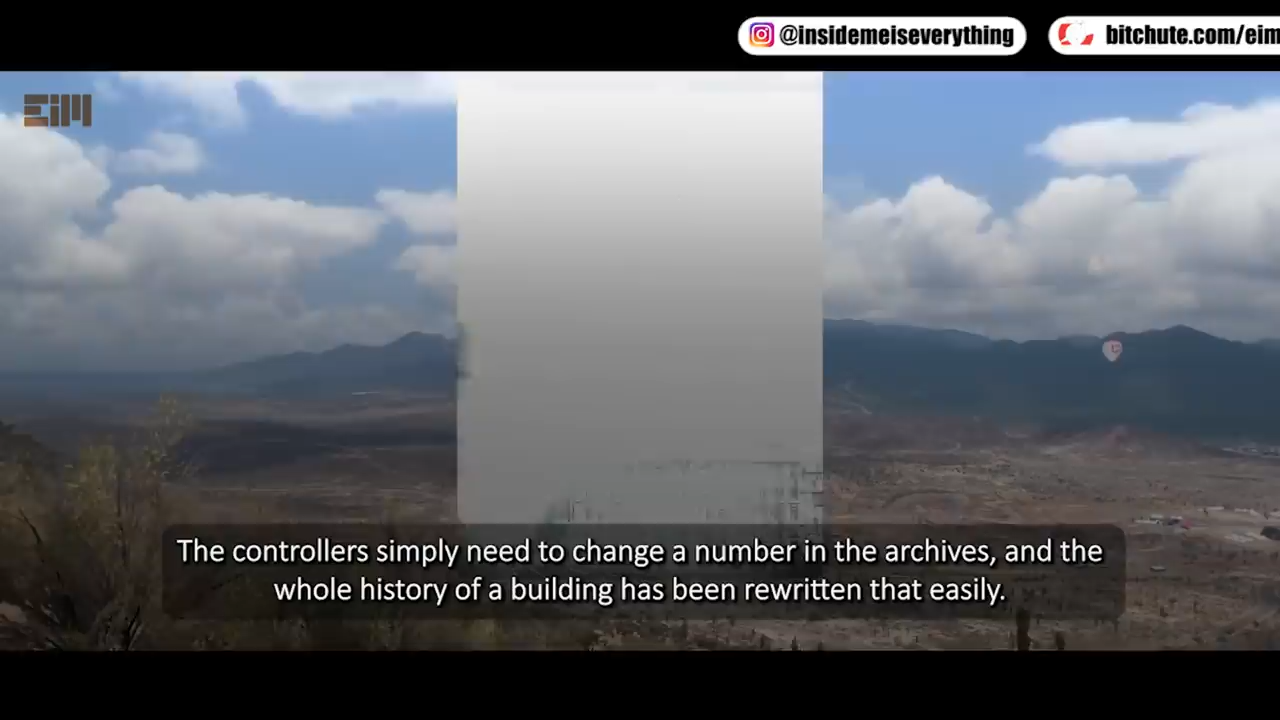 @insidemeiseverything
bitchute.com/eim
EiM
The controllers simply need to change a number in the archives, and the
whole history of a building has been rewritten that easily.